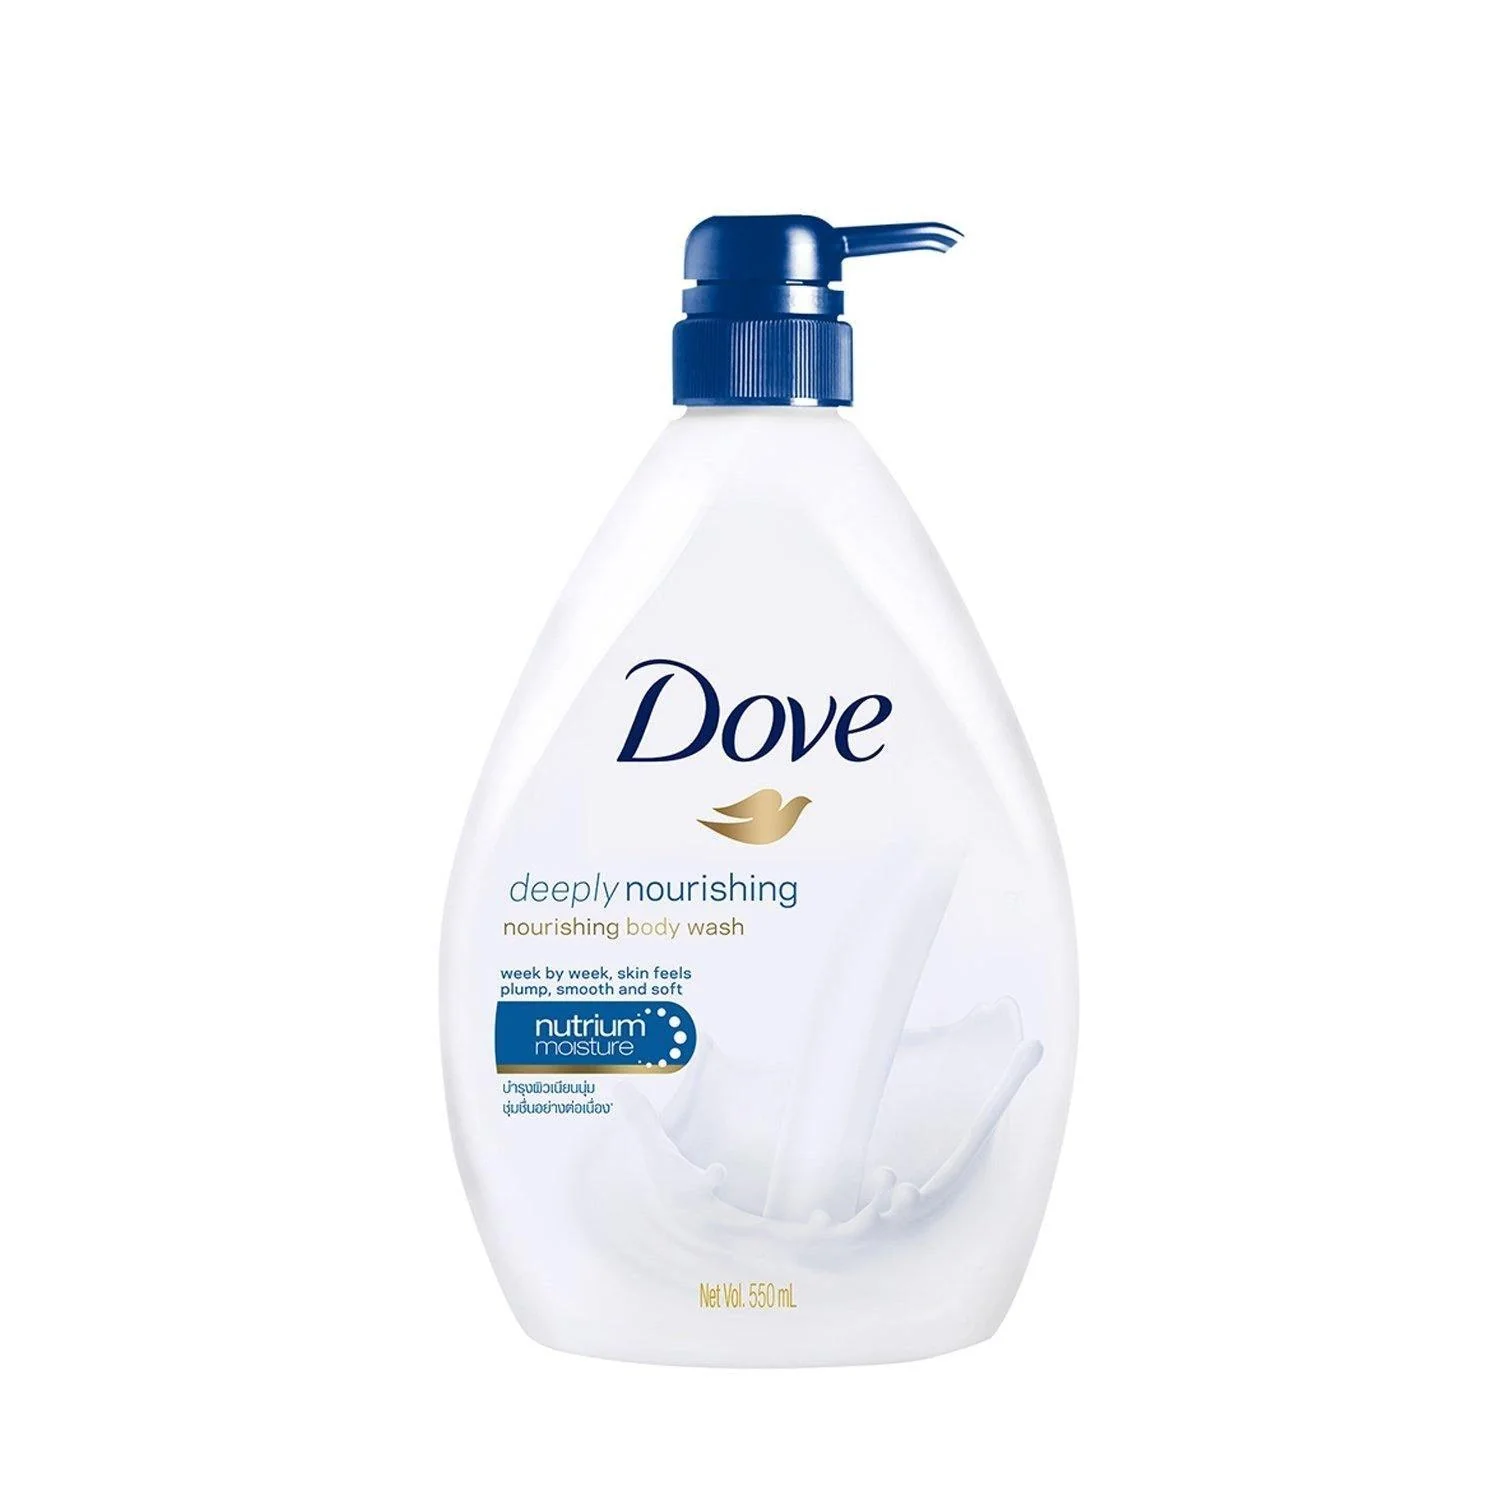 Dove
deeply nourishing
nourishing body wash
week by week, skin feels
plump, smooth and soft
nutrium
moisture
บำรุงผิวเนียนนุ่ม
ชุ่มชื่นอย่างต่อเนื่อง*
Net Vol. 550 mL